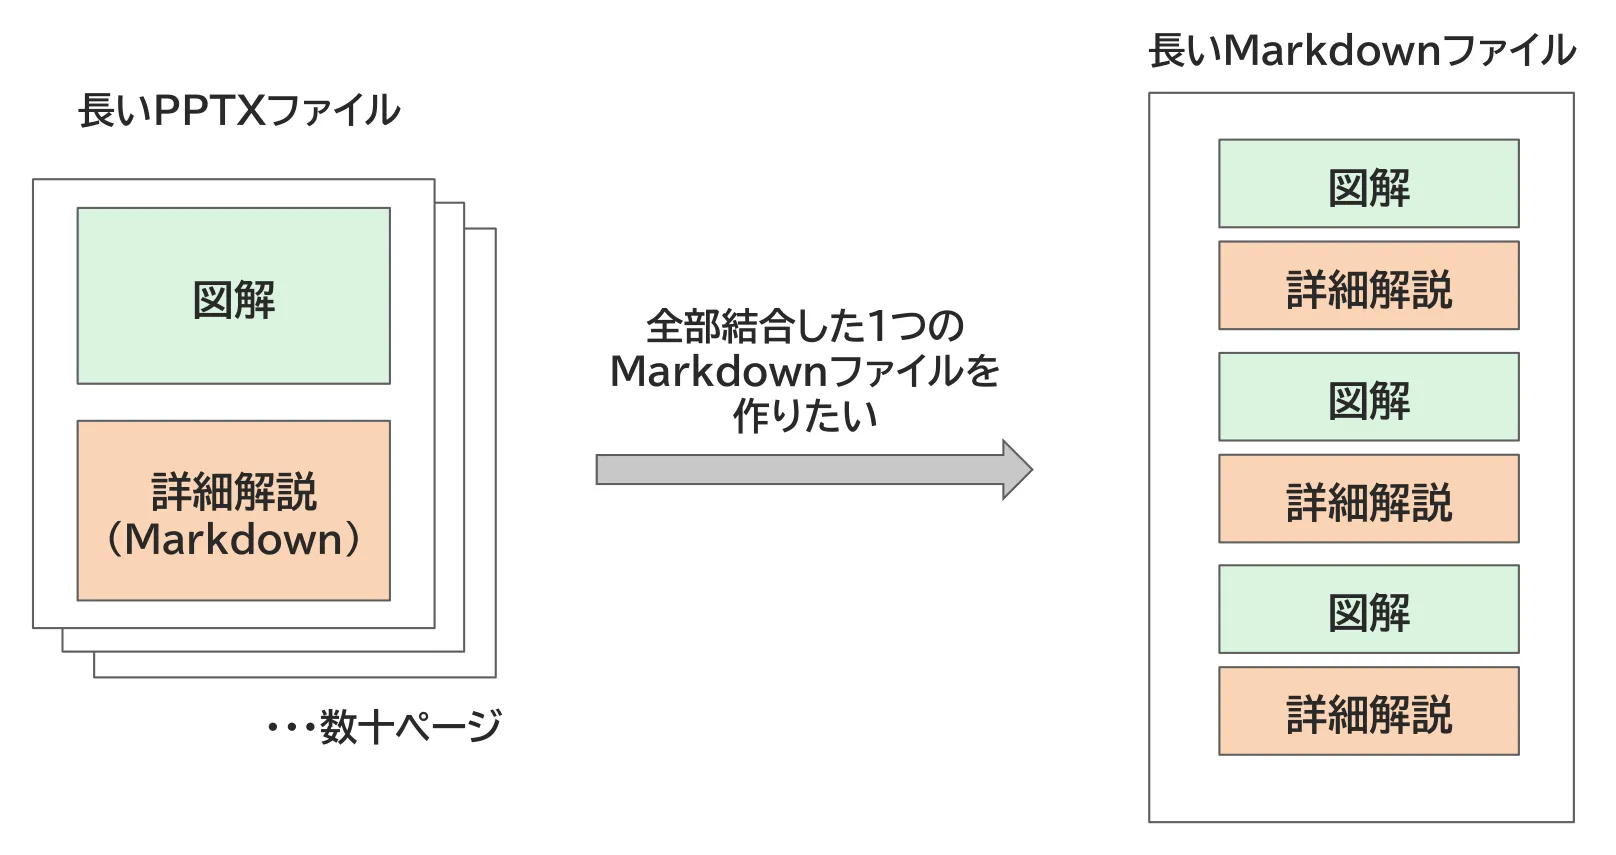 長いPPTXファイル
図解
詳細解説
（Markdown）
･･･数十ページ
全部結合した1つの
Markdownファイルを
作りたい
長いMarkdownファイル
図解
詳細解説
図解
詳細解説
図解
詳細解説